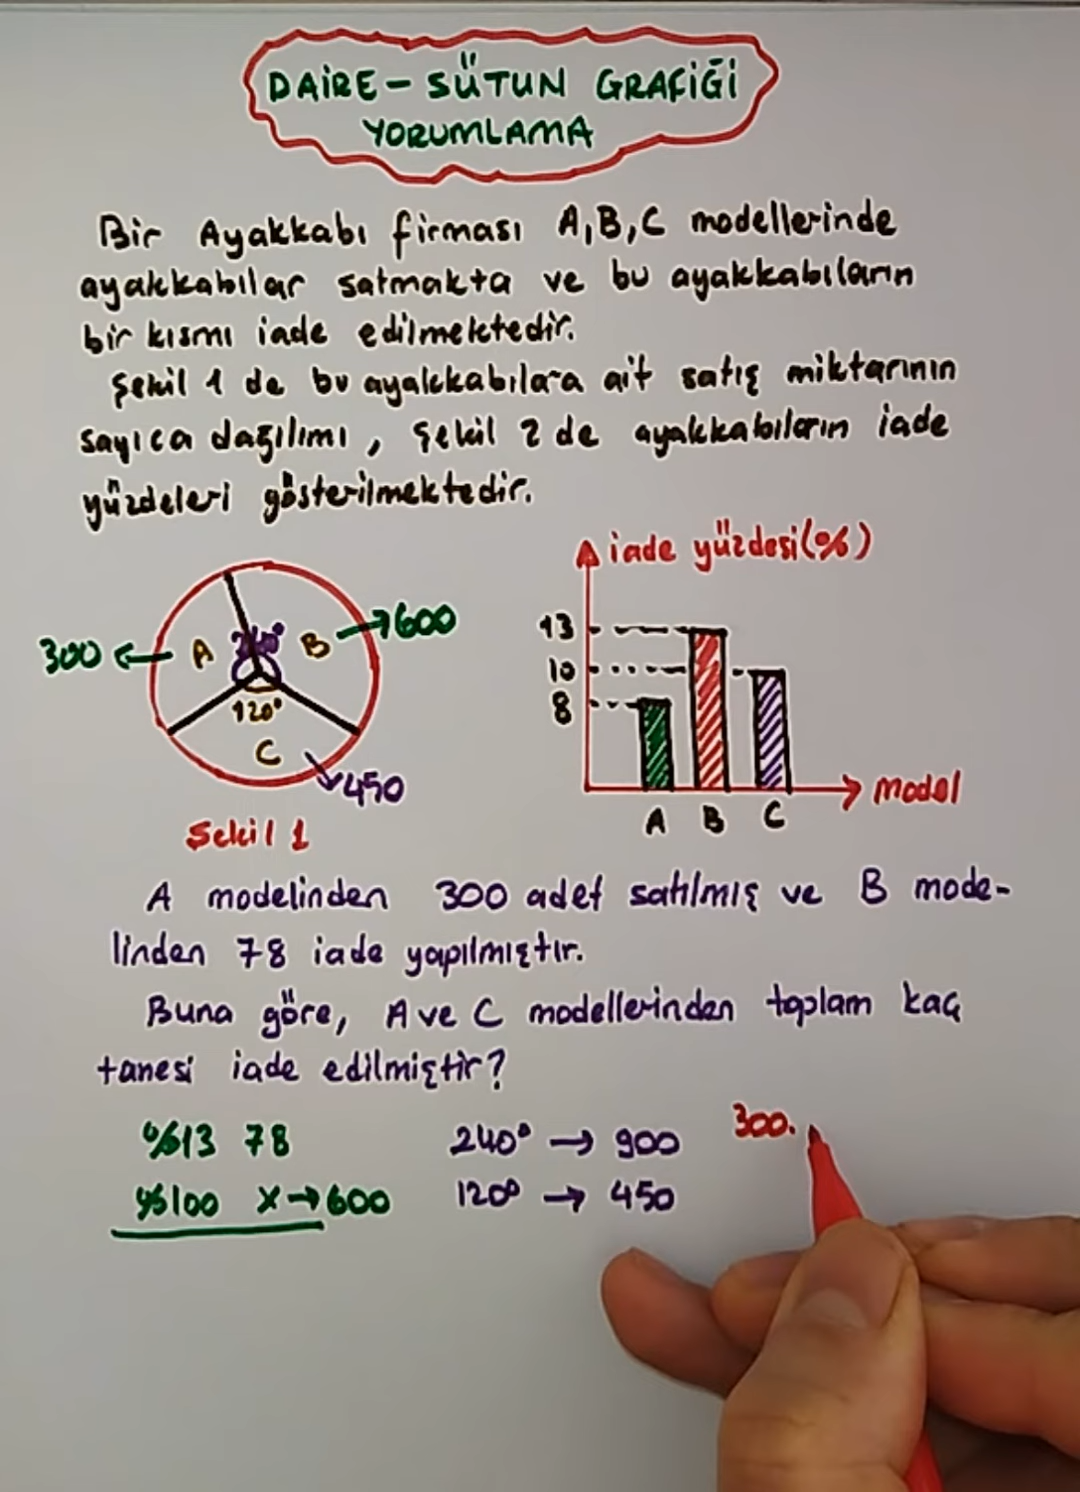 DAİRE - SÜTUN GRAFİĞİ
YORUMLAMA
Bir Ayakkabı firması A,B,C modellerinde
ayakkabılar satmakta ve bu ayakkabıların
bir kısmı iade edilmektedir.
Şekil 1 de bu ayakkabılara ait satış miktarının
sayıca dağılımı, Şekil 2 de ayakkabıların iade
yüzdeleri gösterilmektedir.
iade yüzdesi(%)
300 A B 600
120°
C
450
Şekil 1
13
10
8
A B C
model
A modelinden 300 adet satılmış ve B mode-
linden 78 iade yapılmıştır.
Buna göre, A ve C modellerinden toplam kaç
tanesi iade edilmiştir?
%13 78
%100 x→600
240° → 900
120° → 450
300.